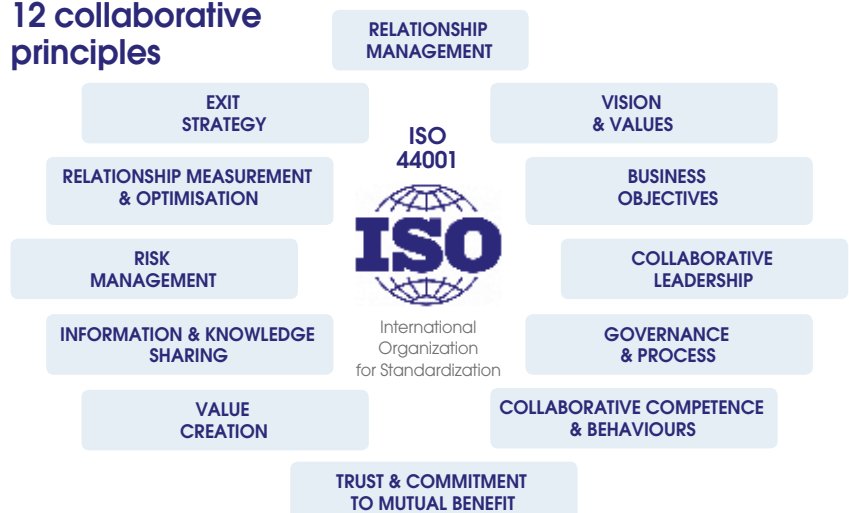 12 collaborative
principles
RELATIONSHIP
MANAGEMENT
EXIT
STRATEGY
VISION
& VALUES
ISO
44001
RELATIONSHIP MEASUREMENT
& OPTIMISATION
BUSINESS
OBJECTIVES
ISO
RISK
MANAGEMENT
COLLABORATIVE
LEADERSHIP
International
Organization
for Standardization
INFORMATION & KNOWLEDGE
SHARING
GOVERNANCE
& PROCESS
VALUE
CREATION
COLLABORATIVE COMPETENCE
& BEHAVIOURS
TRUST & COMMITMENT
TO MUTUAL BENEFIT